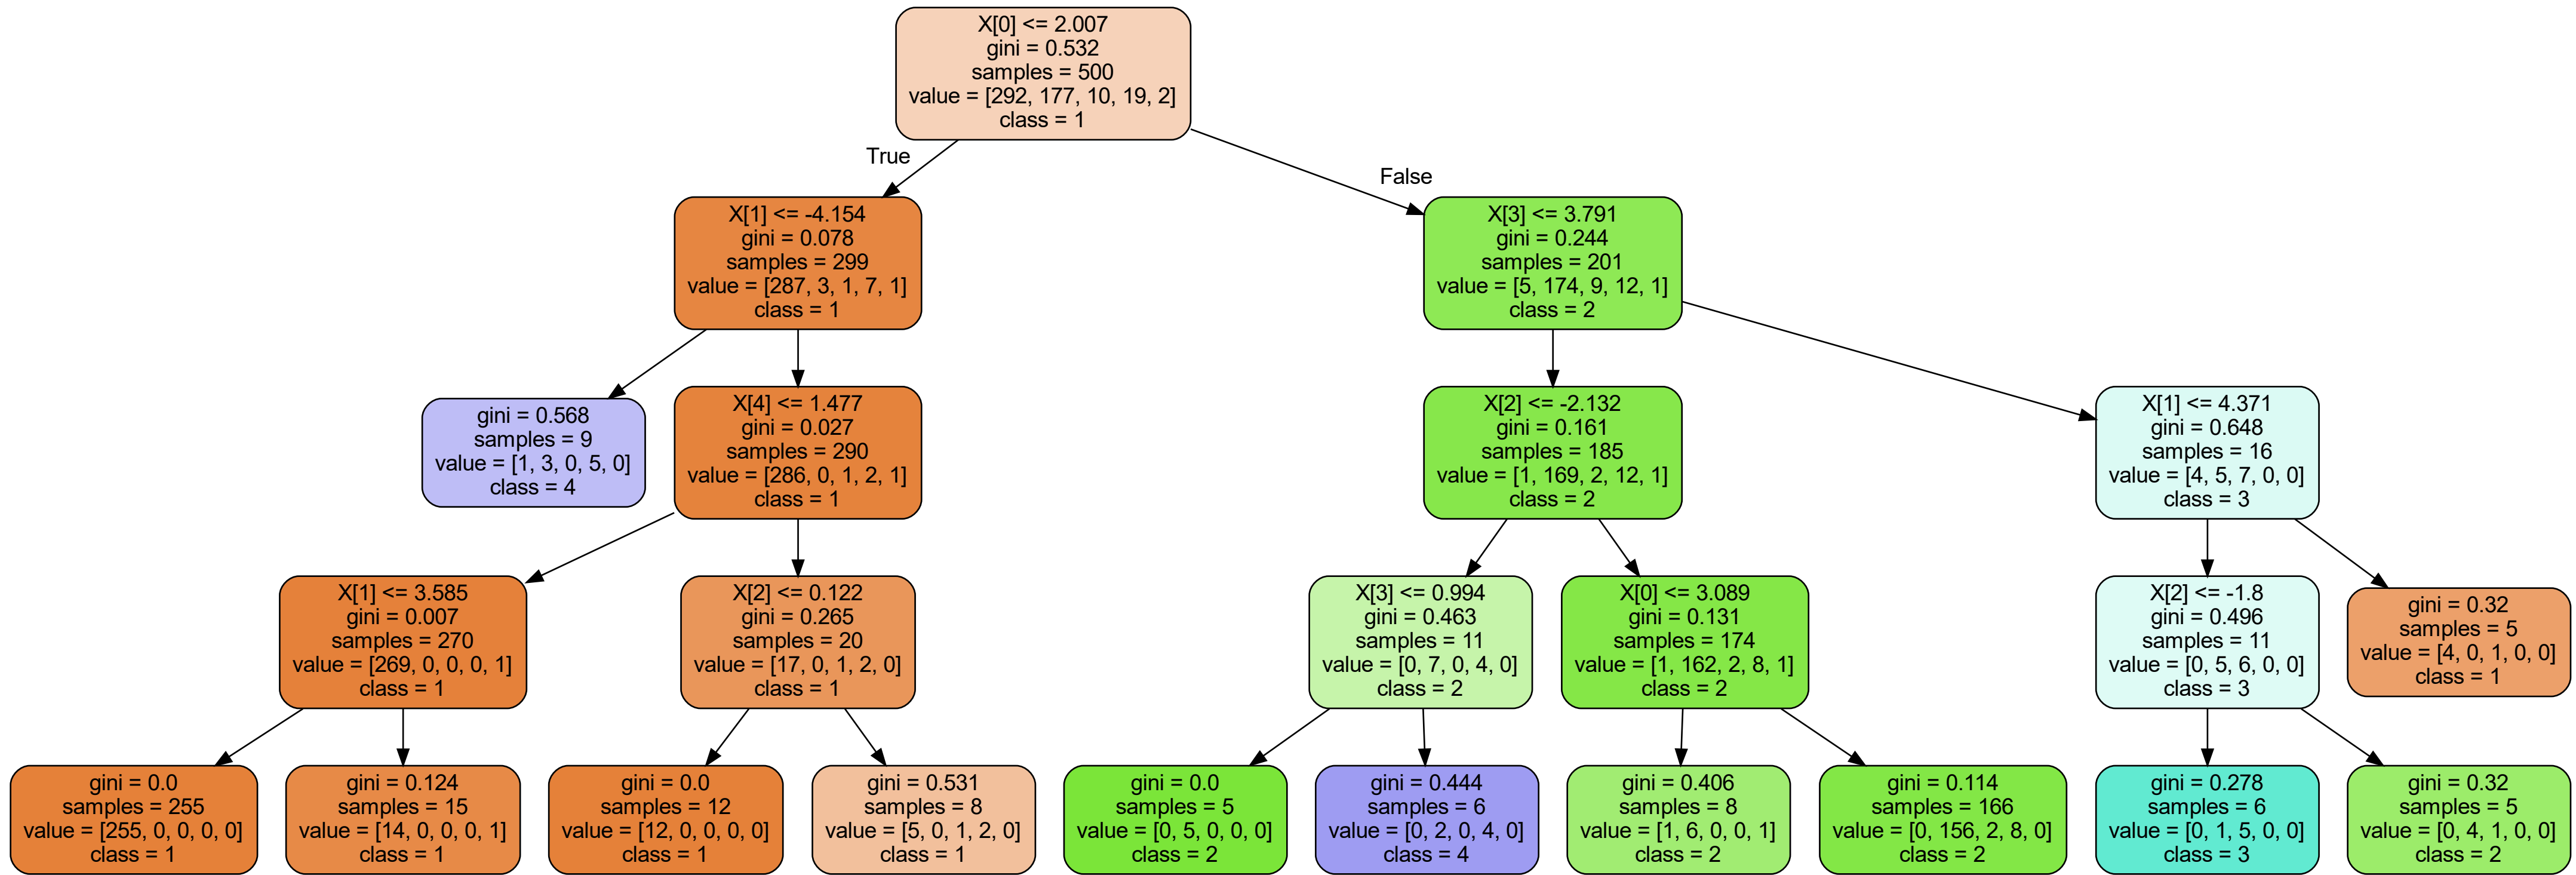 X[0] <= 2.007
gini = 0.532
samples = 500
value = [292, 177, 10, 19, 2]
class = 1
True
False
X[1] <= -4.154
gini = 0.078
samples = 299
value = [287, 3, 1, 7, 1]
class = 1
X[3] <= 3.791
gini = 0.244
samples = 201
value = [5, 174, 9, 12, 1]
class = 2
gini = 0.568
samples = 9
value = [1, 3, 0, 5, 0]
class = 4
X[4] <= 1.477
gini = 0.027
samples = 290
value = [286, 0, 1, 2, 1]
class = 1
X[2] <= -2.132
gini = 0.161
samples = 185
value = [1, 169, 2, 12, 1]
class = 2
X[1] <= 4.371
gini = 0.648
samples = 16
value = [4, 5, 7, 0, 0]
class = 3
X[1] <= 3.585
gini = 0.007
samples = 270
value = [269, 0, 0, 0, 1]
class = 1
X[2] <= 0.122
gini = 0.265
samples = 20
value = [17, 0, 1, 2, 0]
class = 1
X[3] <= 0.994
gini = 0.463
samples = 11
value = [0, 7, 0, 4, 0]
class = 2
X[0] <= 3.089
gini = 0.131
samples = 174
value = [1, 162, 2, 8, 1]
class = 2
X[2] <= -1.8
gini = 0.496
samples = 11
value = [0, 5, 6, 0, 0]
class = 3
gini = 0.32
samples = 5
value = [4, 0, 1, 0, 0]
class = 1
gini = 0.0
samples = 255
value = [255, 0, 0, 0, 0]
class = 1
gini = 0.124
samples = 15
value = [14, 0, 0, 0, 1]
class = 1
gini = 0.0
samples = 12
value = [12, 0, 0, 0, 0]
class = 1
gini = 0.531
samples = 8
value = [5, 0, 1, 2, 0]
class = 1
gini = 0.0
samples = 5
value = [0, 5, 0, 0, 0]
class = 2
gini = 0.444
samples = 6
value = [0, 2, 0, 4, 0]
class = 4
gini = 0.406
samples = 8
value = [1, 6, 0, 0, 1]
class = 2
gini = 0.114
samples = 166
value = [0, 156, 2, 8, 0]
class = 2
gini = 0.278
samples = 6
value = [0, 1, 5, 0, 0]
class = 3
gini = 0.32
samples = 5
value = [0, 4, 1, 0, 0]
class = 2